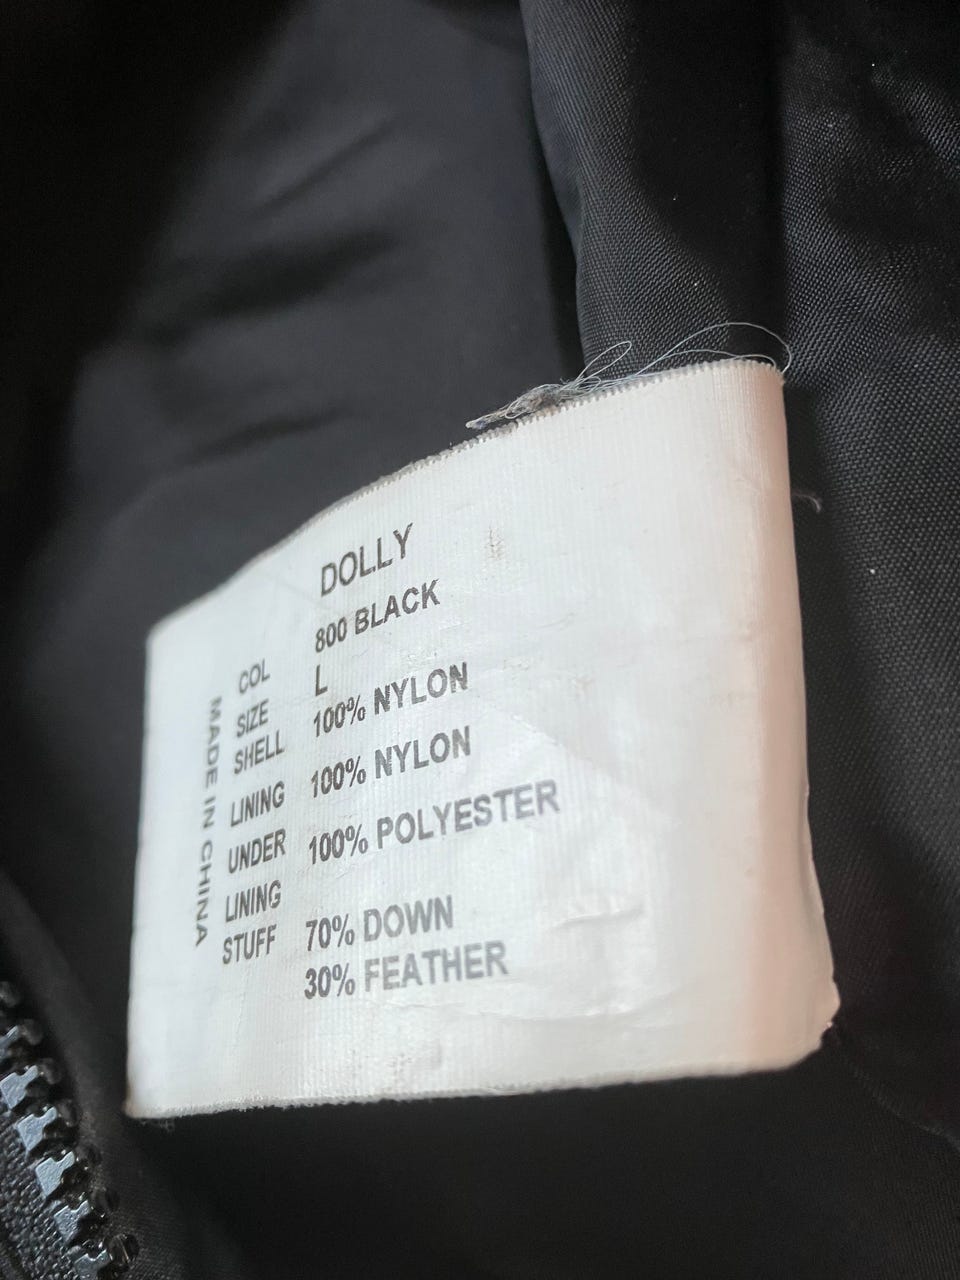 DOLLY
COL 800 BLACK
SIZE L
SHELL 100% NYLON
LINING 100% NYLON
UNDER 100% POLYESTER
LINING
STUFF 70% DOWN
30% FEATHER
MADE IN CHINA